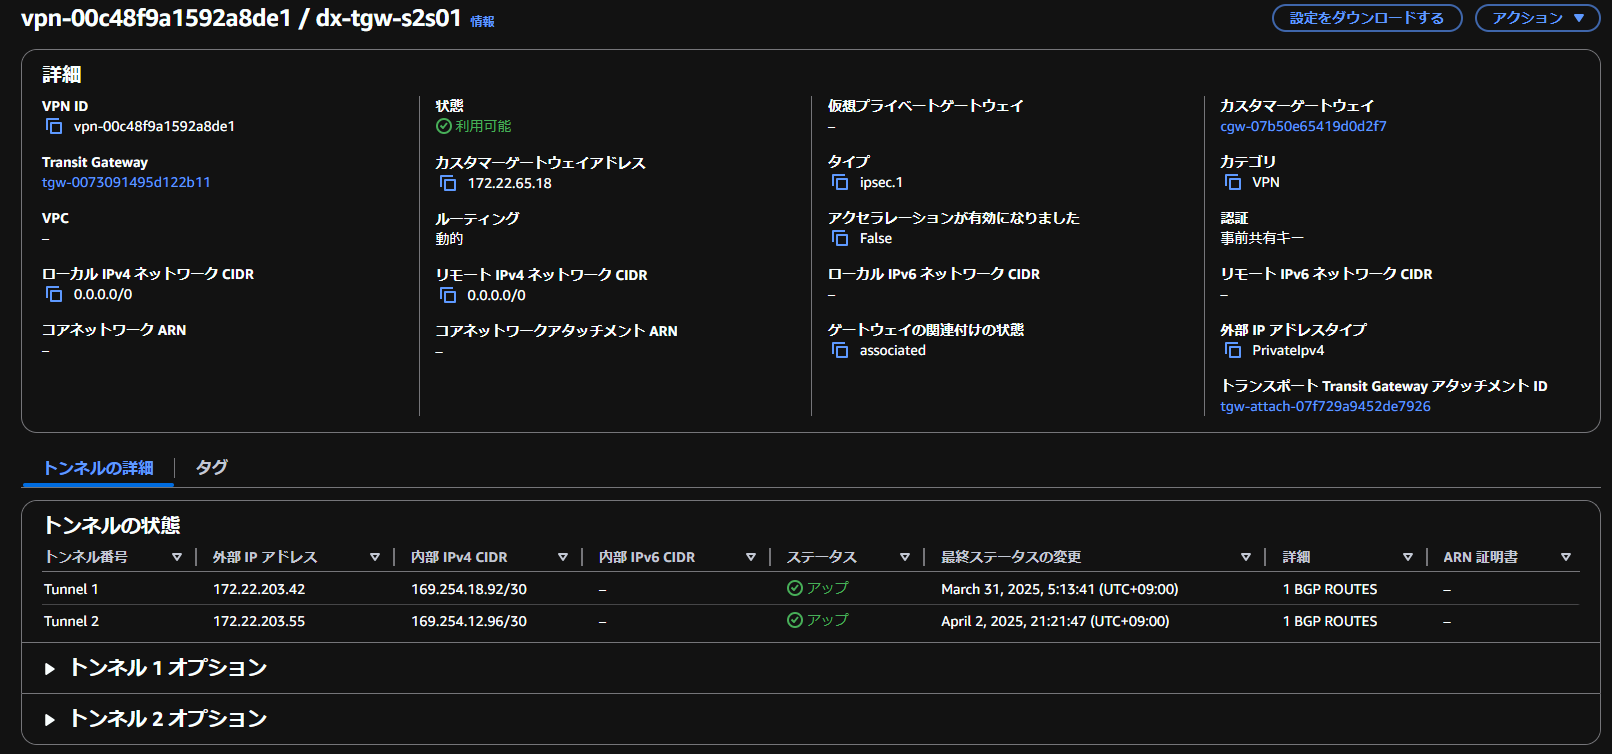 vpn-00c48f9a1592a8de1 / dx-tgw-s2s01 情報
設定をダウンロードする
アクション
詳細
VPN ID
vpn-00c48f9a1592a8de1
Transit Gateway
tgw-0073091495d122b11
VPC
–
ローカル IPv4 ネットワーク CIDR
0.0.0.0/0
コアネットワーク ARN
–
状態
利用可能
カスタマーゲートウェイアドレス
172.22.65.18
ルーティング
動的
リモート IPv4 ネットワーク CIDR
0.0.0.0/0
コアネットワークアタッチメント ARN
–
仮想プライベートゲートウェイ
–
タイプ
ipsec.1
アクセラレーションが有効になりました
False
ローカル IPv6 ネットワーク CIDR
–
ゲートウェイの関連付けの状態
associated
カスタマーゲートウェイ
cgw-07b50e65419d0d2f7
カテゴリ
VPN
認証
事前共有キー
リモート IPv6 ネットワーク CIDR
–
外部 IP アドレスタイプ
PrivateIpv4
トランスポート Transit Gateway アタッチメント ID
tgw-attach-07f729a9452de7926
トンネルの詳細 タグ
トンネルの状態
トンネル番号 外部 IP アドレス 内部 IPv4 CIDR 内部 IPv6 CIDR ステータス 最終ステータスの変更 詳細 ARN 証明書
Tunnel 1 172.22.203.42 169.254.18.92/30 – アップ March 31, 2025, 5:13:41 (UTC+09:00) 1 BGP ROUTES –
Tunnel 2 172.22.203.55 169.254.12.96/30 – アップ April 2, 2025, 21:21:47 (UTC+09:00) 1 BGP ROUTES –
トンネル 1 オプション
トンネル 2 オプション